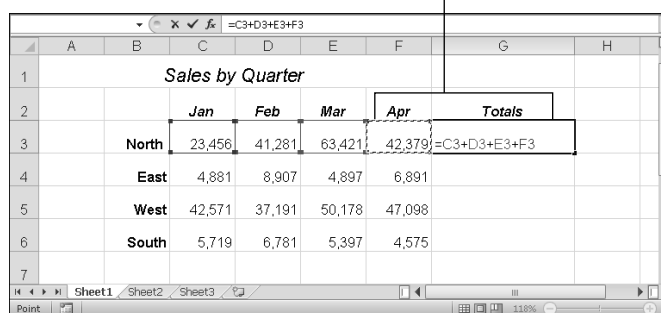 fx =C3+D3+E3+F3
A B C D E F G H
1 Sales by Quarter
2 Jan Feb Mar Apr Totals
3 North 23,456 41,281 63,421 42,379 =C3+D3+E3+F3
4 East 4,881 8,907 4,897 6,891
5 West 42,571 37,191 50,178 47,098
6 South 5,719 6,781 5,397 4,575
7
Sheet1 Sheet2 Sheet3
Point 118%